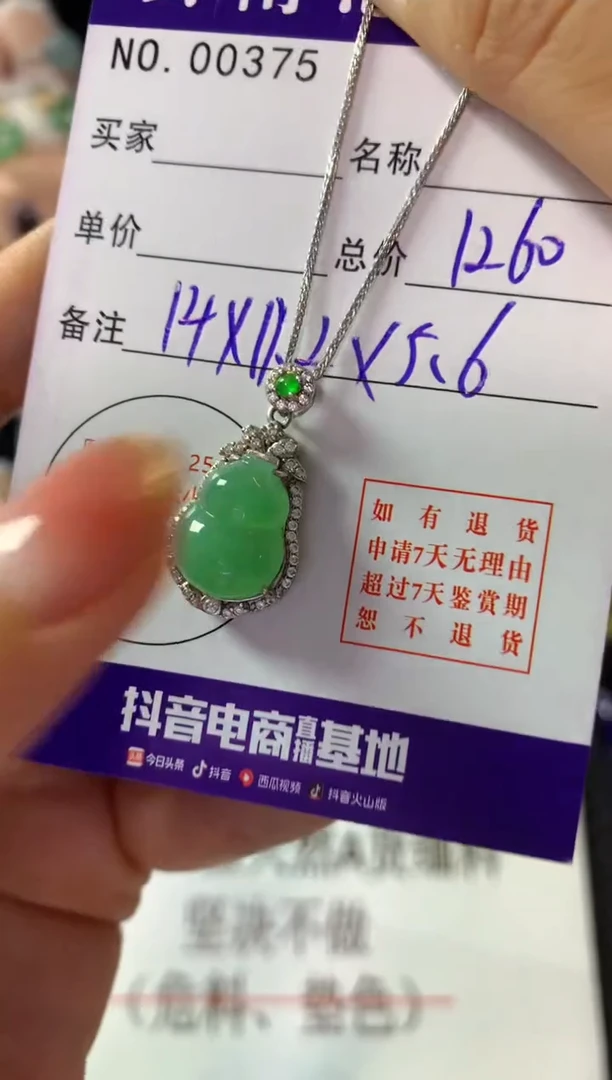 NO. 00375
买家
名称
单价
总价 1260
备注 14X11.2X5.6
25
如有退货
申请7天无理由
超过7天鉴赏期
恕不退货
抖音电商直播基地
今日头条 抖音 西瓜视频 抖音火山版
坚决不做